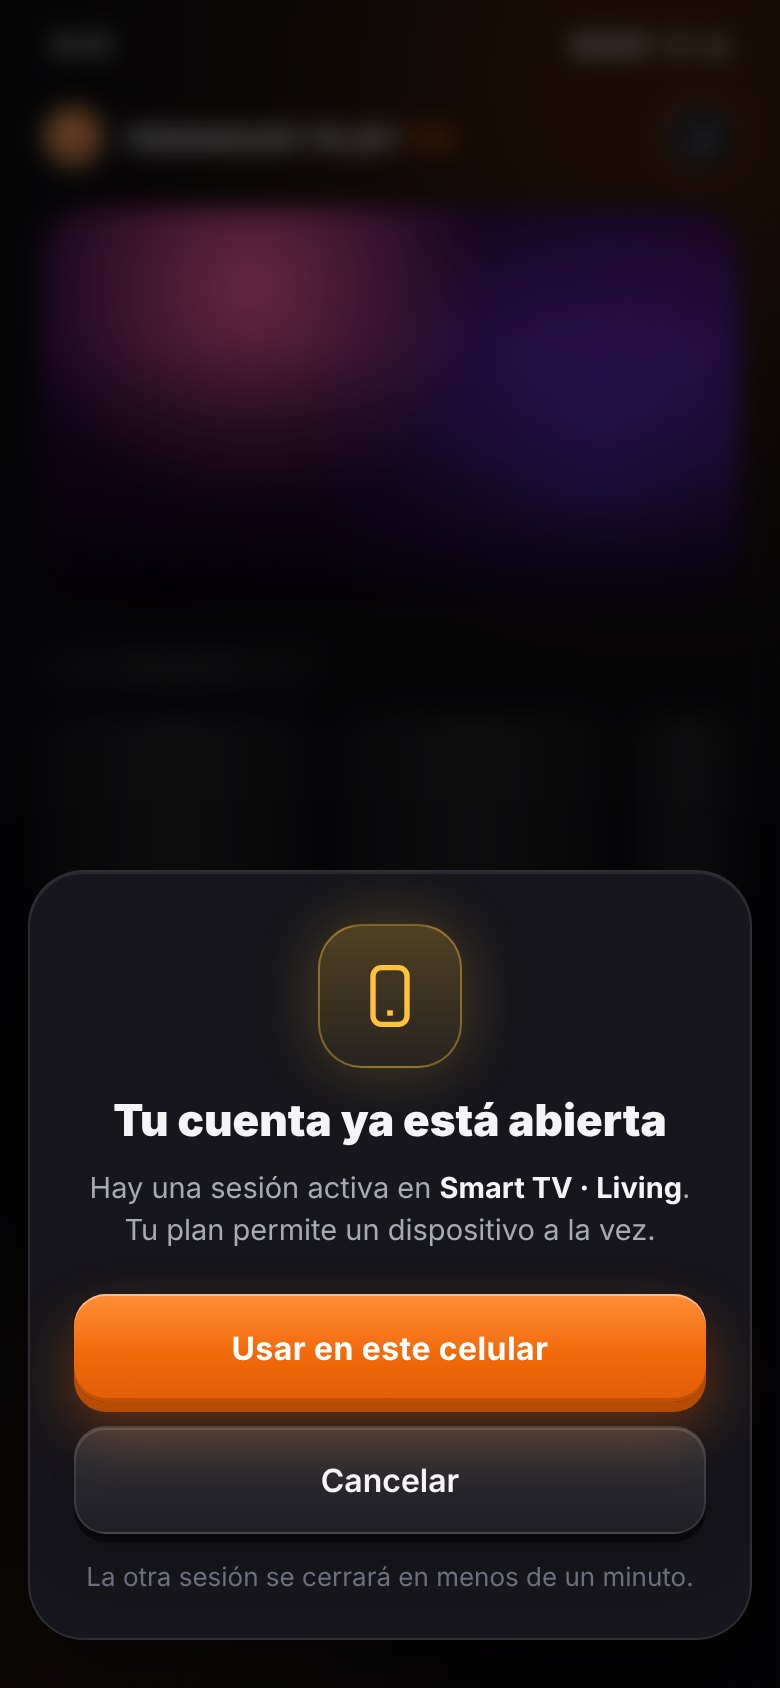 Tu cuenta ya está abierta
Hay una sesión activa en Smart TV · Living.
Tu plan permite un dispositivo a la vez.
Usar en este celular
Cancelar
La otra sesión se cerrará en menos de un minuto.